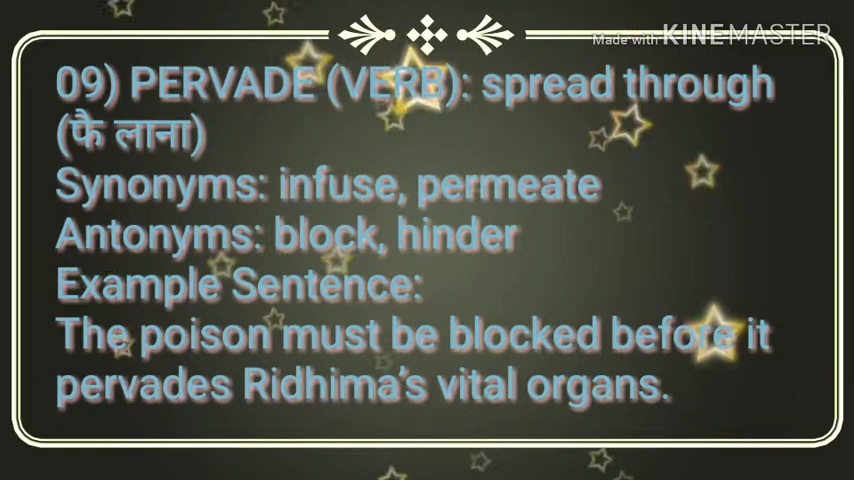 Made with KINEMASTER
09) PERVADE (VERB): spread through
(फै लाना)
Synonyms: infuse, permeate
Antonyms: block, hinder
Example Sentence:
The poison must be blocked before it
pervades Ridhima's vital organs.